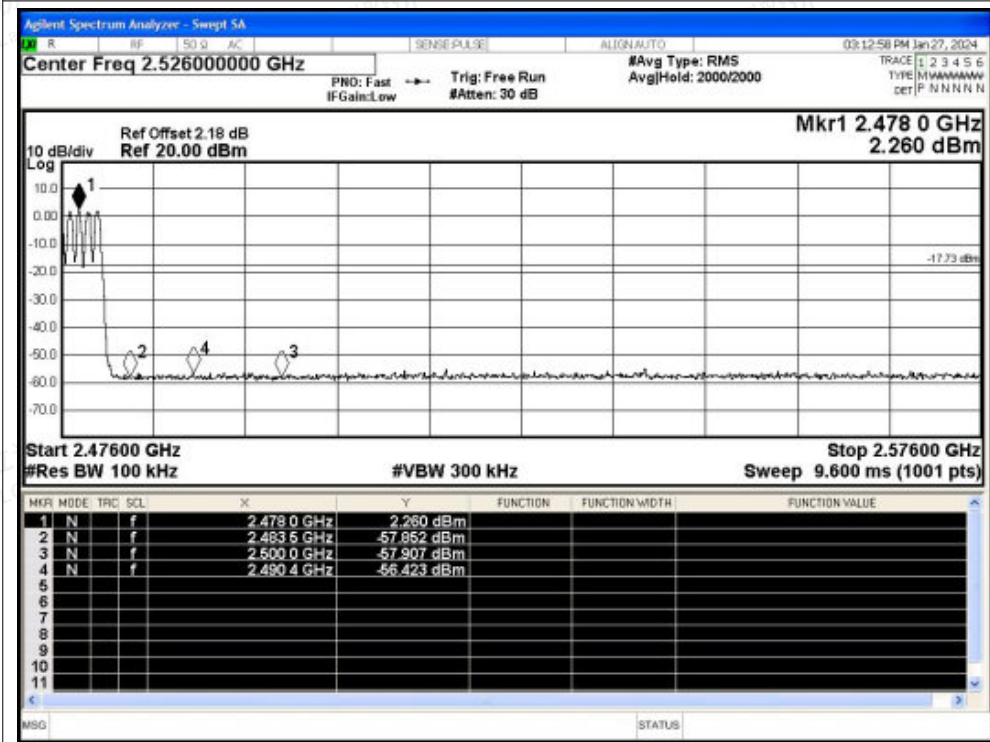 Agilent Spectrum Analyzer - Swept SA
LXI R RF 50 Ω AC SENSE:PULSE ALIGN AUTO 03:12:58 PM Jan 27, 2024
Center Freq 2.526000000 GHz
PNO: Fast
IFGain:Low
Trig: Free Run
#Atten: 30 dB
#Avg Type: RMS
Avg|Hold: 2000/2000
TRACE 1 2 3 4 5 6
TYPE MWWWWW
DET P N N N N N
Ref Offset 2.18 dB
10 dB/div Ref 20.00 dBm
Log
Mkr1 2.478 0 GHz
2.260 dBm
10.0
1
0.00
-10.0
-17.73 dBm
-20.0
-30.0
-40.0
-50.0
2 4 3
-60.0
-70.0
Start 2.47600 GHz Stop 2.57600 GHz
#Res BW 100 kHz #VBW 300 kHz Sweep 9.600 ms (1001 pts)
MKR MODE TRC SCL X Y FUNCTION FUNCTION WIDTH FUNCTION VALUE
1 N f 2.478 0 GHz 2.260 dBm
2 N f 2.483 5 GHz -57.852 dBm
3 N f 2.500 0 GHz -57.907 dBm
4 N f 2.490 4 GHz -56.423 dBm
5
6
7
8
9
10
11
MSG STATUS